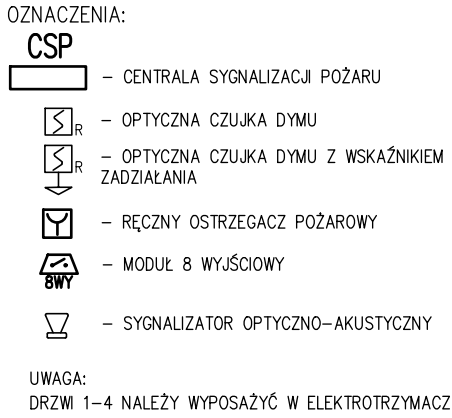 OZNACZENIA:
CSP
– CENTRALA SYGNALIZACJI POŻARU
R – OPTYCZNA CZUJKA DYMU
R – OPTYCZNA CZUJKA DYMU Z WSKAŹNIKIEM
ZADZIAŁANIA
– RĘCZNY OSTRZEGACZ POŻAROWY
– MODUŁ 8 WYJŚCIOWY
8WY
– SYGNALIZATOR OPTYCZNO–AKUSTYCZNY
UWAGA:
DRZWI 1–4 NALEŻY WYPOSAŻYĆ W ELEKTROTRZYMACZ